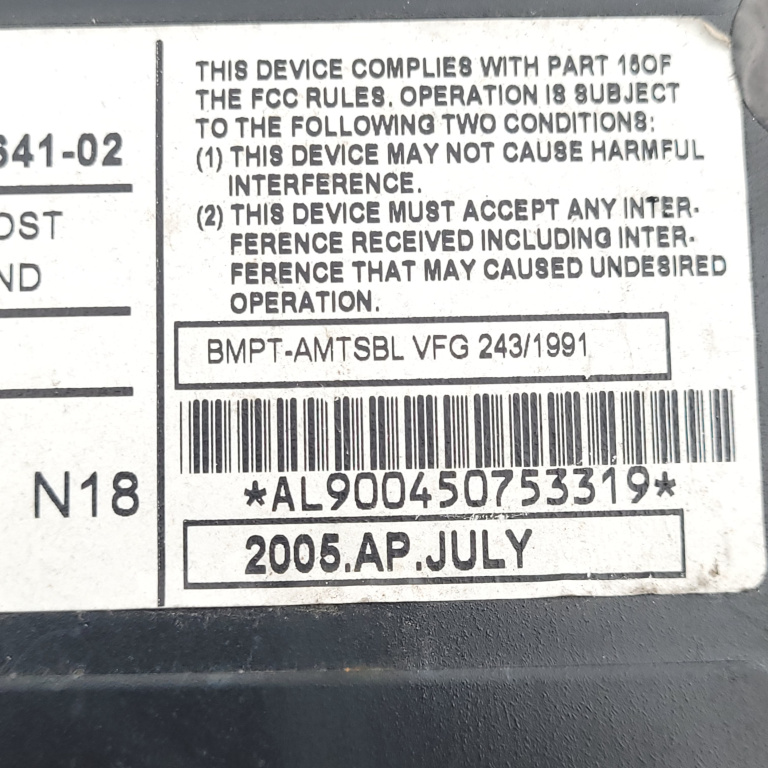 641-02
OST
ND
N18
THIS DEVICE COMPLIES WITH PART 15OF
THE FCC RULES. OPERATION IS SUBJECT
TO THE FOLLOWING TWO CONDITIONS:
(1) THIS DEVICE MAY NOT CAUSE HARMFUL
INTERFERENCE.
(2) THIS DEVICE MUST ACCEPT ANY INTER-
FERENCE RECEIVED INCLUDING INTER-
FERENCE THAT MAY CAUSED UNDESIRED
OPERATION.
BMPT-AMTSBL VFG 243/1991
*AL900450753319*
2005.AP.JULY